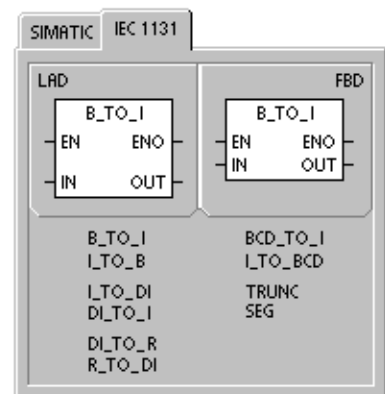 SIMATIC IEC 1131
LAD FBD
B_TO_I B_TO_I
EN ENO EN ENO
IN OUT IN OUT
B_TO_I BCD_TO_I
I_TO_B I_TO_BCD
I_TO_DI TRUNC
DI_TO_I SEG
DI_TO_R
R_TO_DI